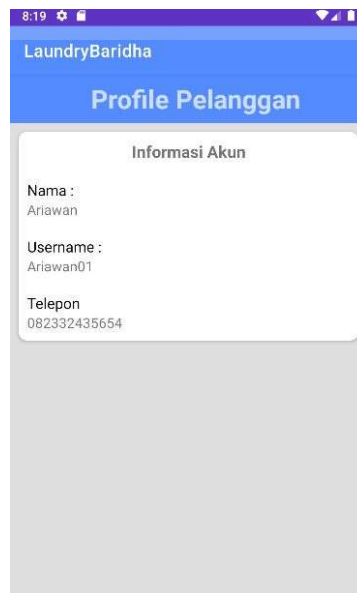 8:19
LaundryBaridha
Profile Pelanggan
Informasi Akun
Nama :
Ariawan
Username :
Ariawan01
Telepon
082332435654